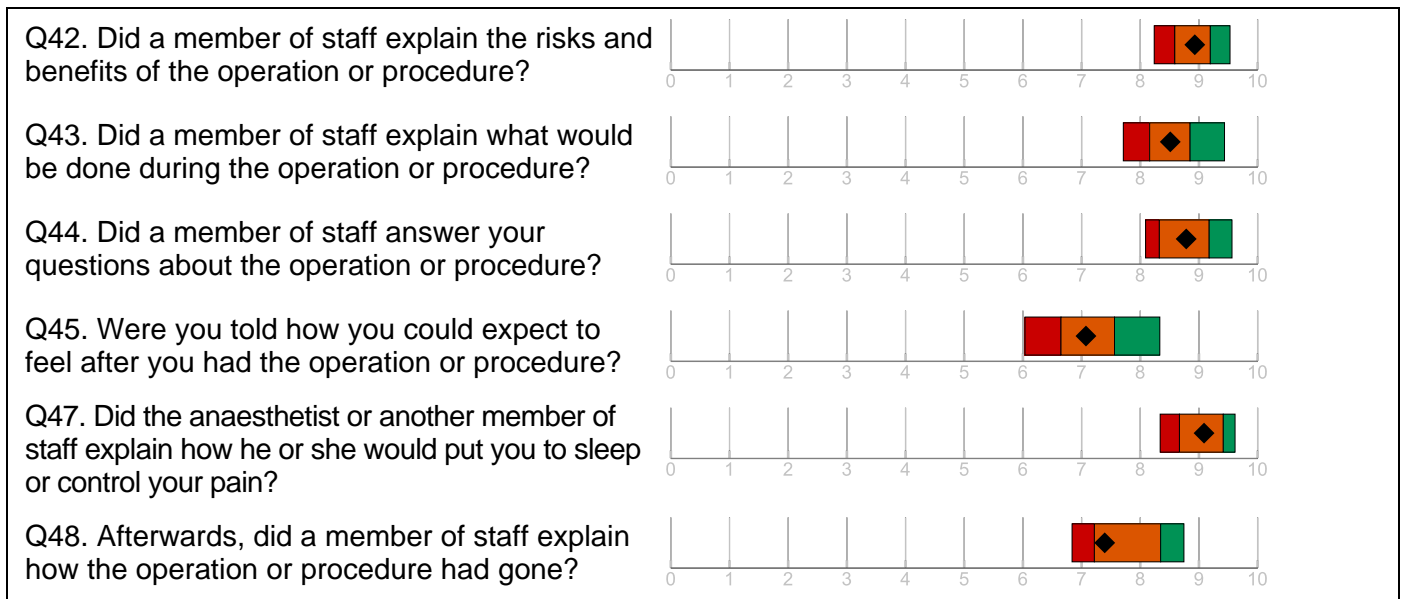 Q42. Did a member of staff explain the risks and
benefits of the operation or procedure?
0 1 2 3 4 5 6 7 8 9 10
Q43. Did a member of staff explain what would
be done during the operation or procedure?
0 1 2 3 4 5 6 7 8 9 10
Q44. Did a member of staff answer your
questions about the operation or procedure?
0 1 2 3 4 5 6 7 8 9 10
Q45. Were you told how you could expect to
feel after you had the operation or procedure?
0 1 2 3 4 5 6 7 8 9 10
Q47. Did the anaesthetist or another member of
staff explain how he or she would put you to sleep
or control your pain?
0 1 2 3 4 5 6 7 8 9 10
Q48. Afterwards, did a member of staff explain
how the operation or procedure had gone?
0 1 2 3 4 5 6 7 8 9 10